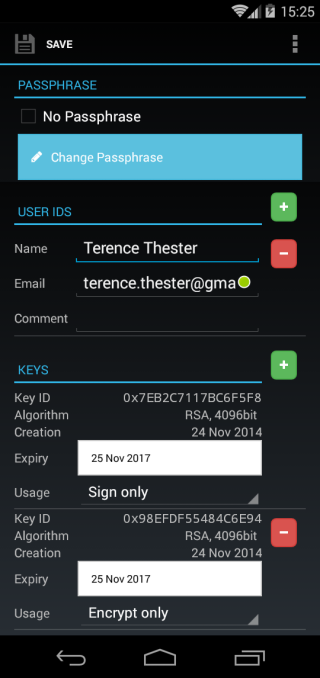 15:25
SAVE
PASSPHRASE
No Passphrase
Change Passphrase
USER IDS
Name Terence Thester
Email terence.thester@gma
Comment
KEYS
Key ID 0x7EB2C7117BC6F5F8
Algorithm RSA, 4096bit
Creation 24 Nov 2014
Expiry 25 Nov 2017
Usage Sign only
Key ID 0x98EFDF55484C6E94
Algorithm RSA, 4096bit
Creation 24 Nov 2014
Expiry 25 Nov 2017
Usage Encrypt only